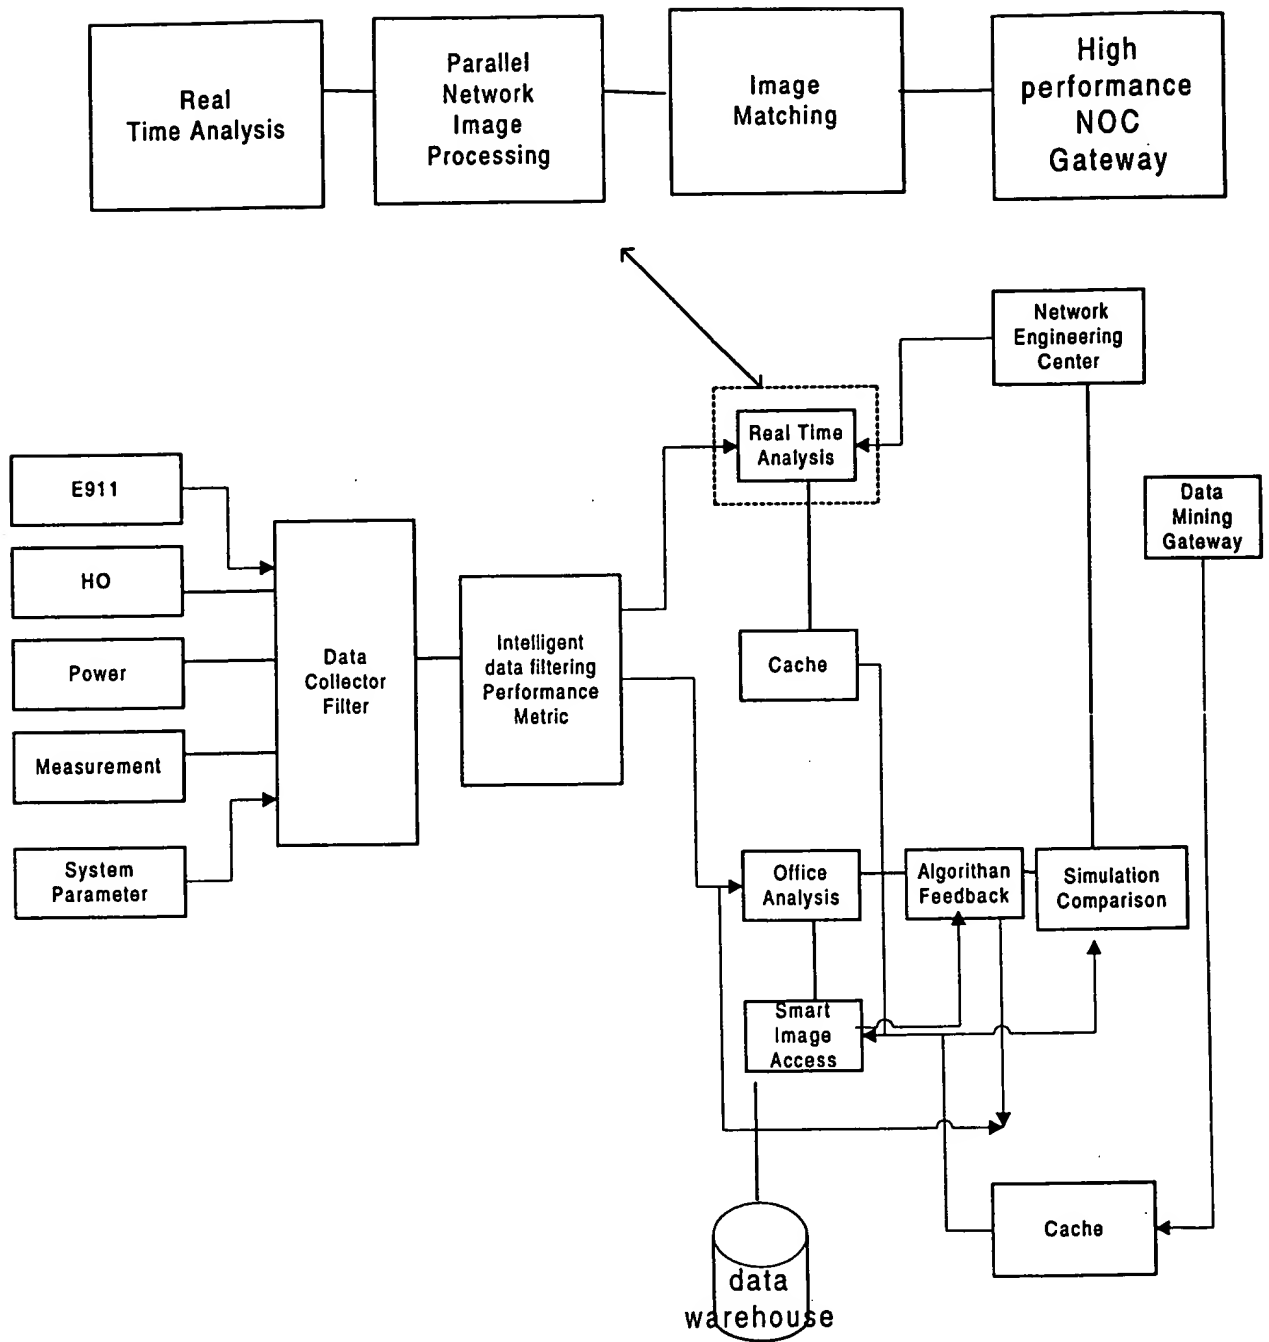 Real
Time Analysis
Parallel
Network
Image
Processing
Image
Matching
High
performance
NOC
Gateway
Network
Engineering
Center
Real Time
Analysis
E911
Data
Mining
Gateway
HO
Power
Measurement
System
Parameter
Data
Collector
Filter
Intelligent
data filtering
Performance
Metric
Cache
Office
Analysis
Algorithan
Feedback
Simulation
Comparison
Smart
Image
Access
Cache
data
warehouse